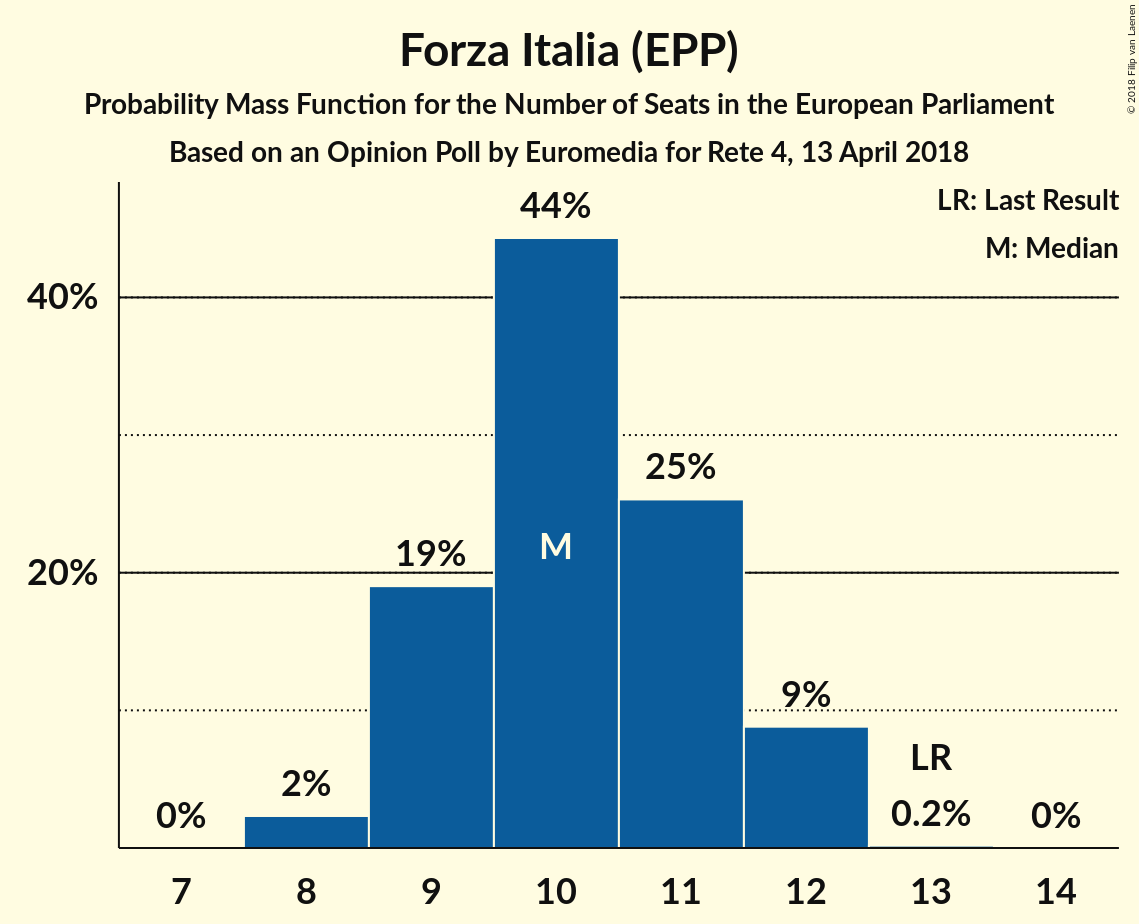 Forza Italia (EPP)
Probability Mass Function for the Number of Seats in the European Parliament
Based on an Opinion Poll by Euromedia for Rete 4, 13 April 2018
© 2018 Filip van Laenen
LR: Last Result
M: Median
40%
20%
0%
2%
19%
44%
M
25%
9%
LR
0.2%
0%
7
8
9
10
11
12
13
14